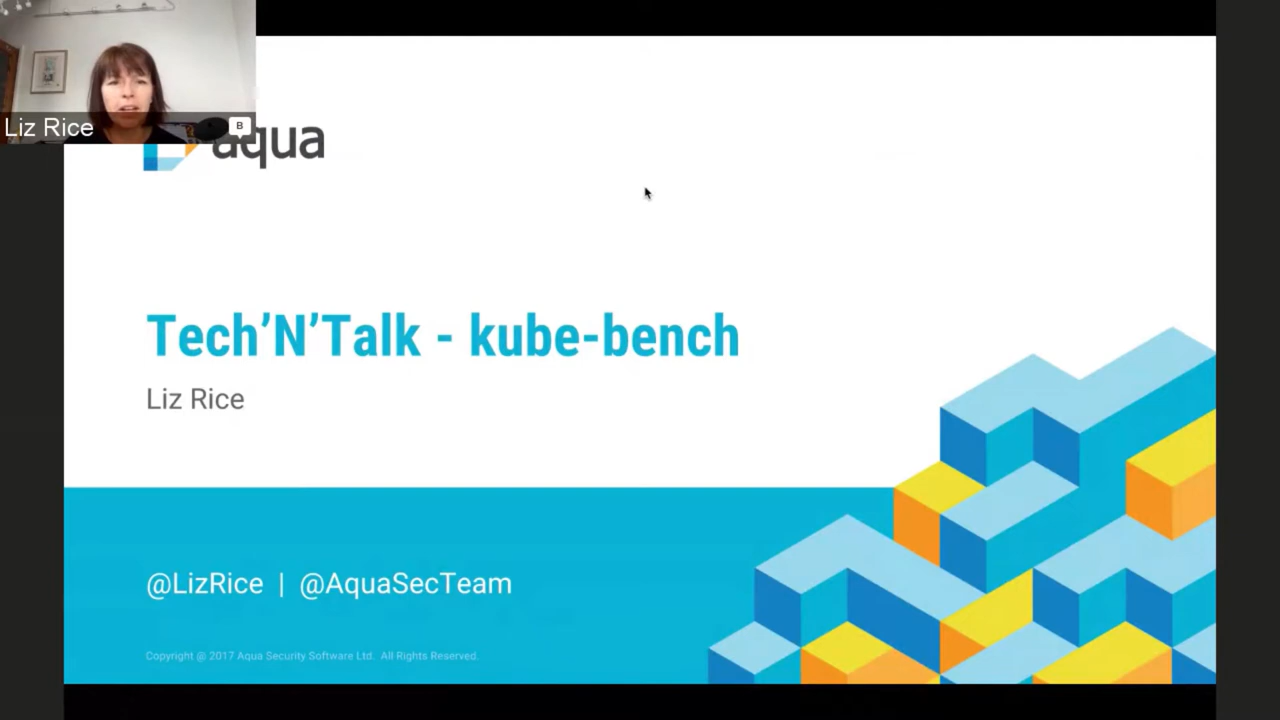 Liz Rice
B
aqua
Tech’N’Talk - kube-bench
Liz Rice
@LizRice | @AquaSecTeam
Copyright @ 2017 Aqua Security Software Ltd. All Rights Reserved.